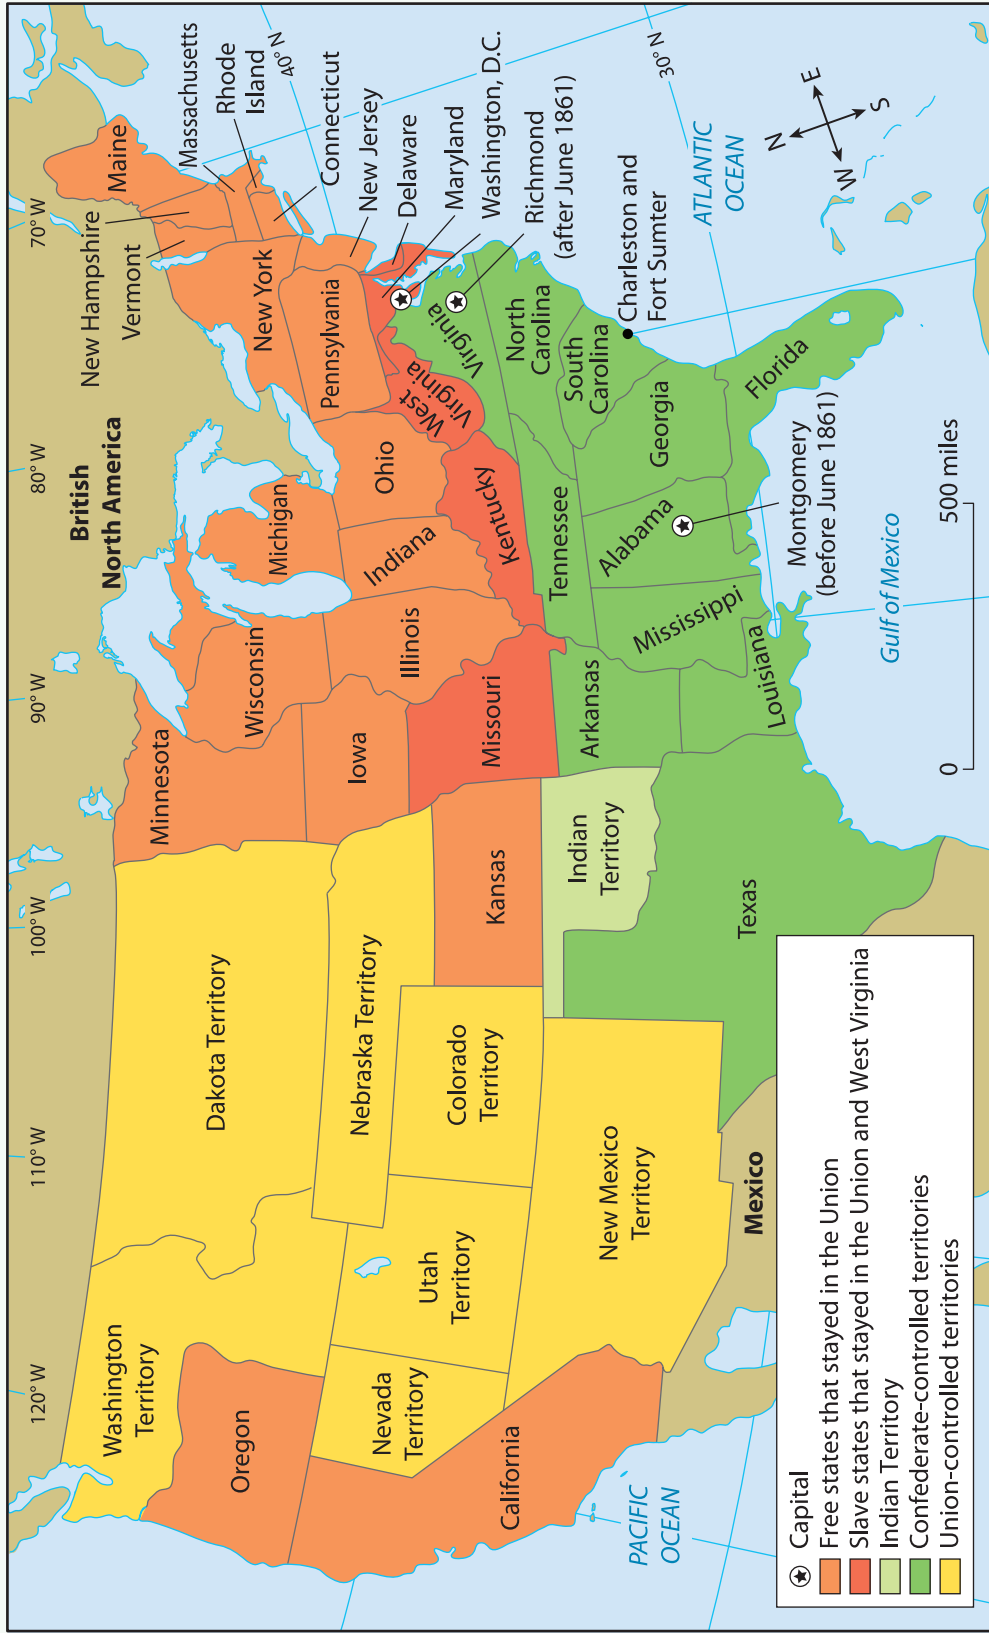 120° W
110° W
100° W
90° W
80° W
70° W
40° N
30° N
British
North America
Washington
Territory
Oregon
California
Nevada
Territory
Utah
Territory
Dakota Territory
Nebraska Territory
Colorado
Territory
New Mexico
Territory
Kansas
Indian
Territory
Texas
Minnesota
Iowa
Missouri
Arkansas
Louisiana
Wisconsin
Illinois
Michigan
Indiana
Ohio
Kentucky
Tennessee
Mississippi
Alabama
Georgia
Florida
South
Carolina
North
Carolina
Virginia
West
Virginia
Pennsylvania
New York
Vermont
New Hampshire
Maine
Massachusetts
Rhode
Island
Connecticut
New Jersey
Delaware
Maryland
Washington, D.C.
Richmond
(after June 1861)
Charleston and
Fort Sumter
Montgomery
(before June 1861)
ATLANTIC
OCEAN
Gulf of Mexico
PACIFIC
OCEAN
Mexico
N
E
S
W
0
500 miles
Capital
Free states that stayed in the Union
Slave states that stayed in the Union and West Virginia
Indian Territory
Confederate-controlled territories
Union-controlled territories